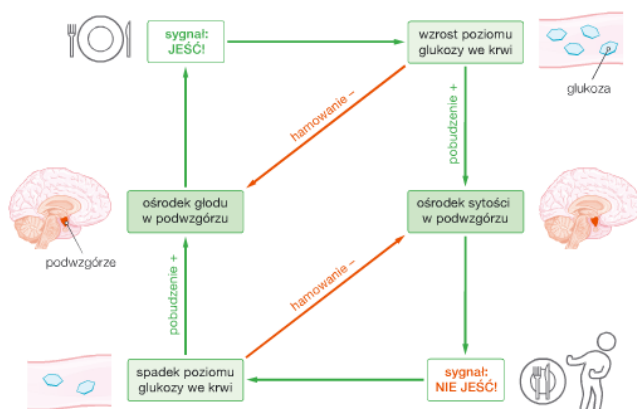 sygnał:
JEŚĆ!
wzrost poziomu
glukozy we krwi
glukoza
hamowanie –
pobudzenie +
ośrodek głodu
w podwzgórzu
ośrodek sytości
w podwzgórzu
podwzgórze
pobudzenie +
hamowanie –
spadek poziomu
glukozy we krwi
sygnał:
NIE JEŚĆ!